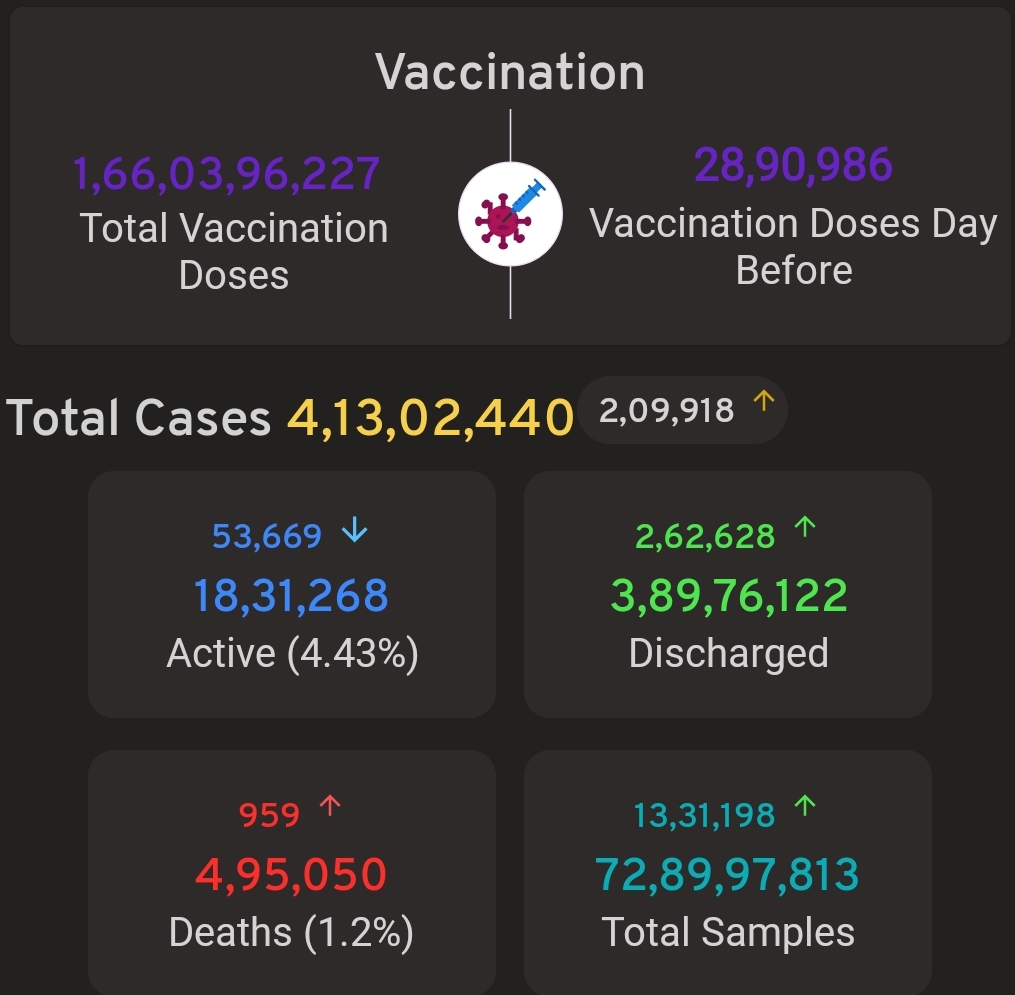 Vaccination
1,66,03,96,227
Total Vaccination
Doses
28,90,986
Vaccination Doses Day
Before
Total Cases 4,13,02,440 2,09,918 ↑
53,669 ↓
18,31,268
Active (4.43%)
2,62,628 ↑
3,89,76,122
Discharged
959 ↑
4,95,050
Deaths (1.2%)
13,31,198 ↑
72,89,97,813
Total Samples